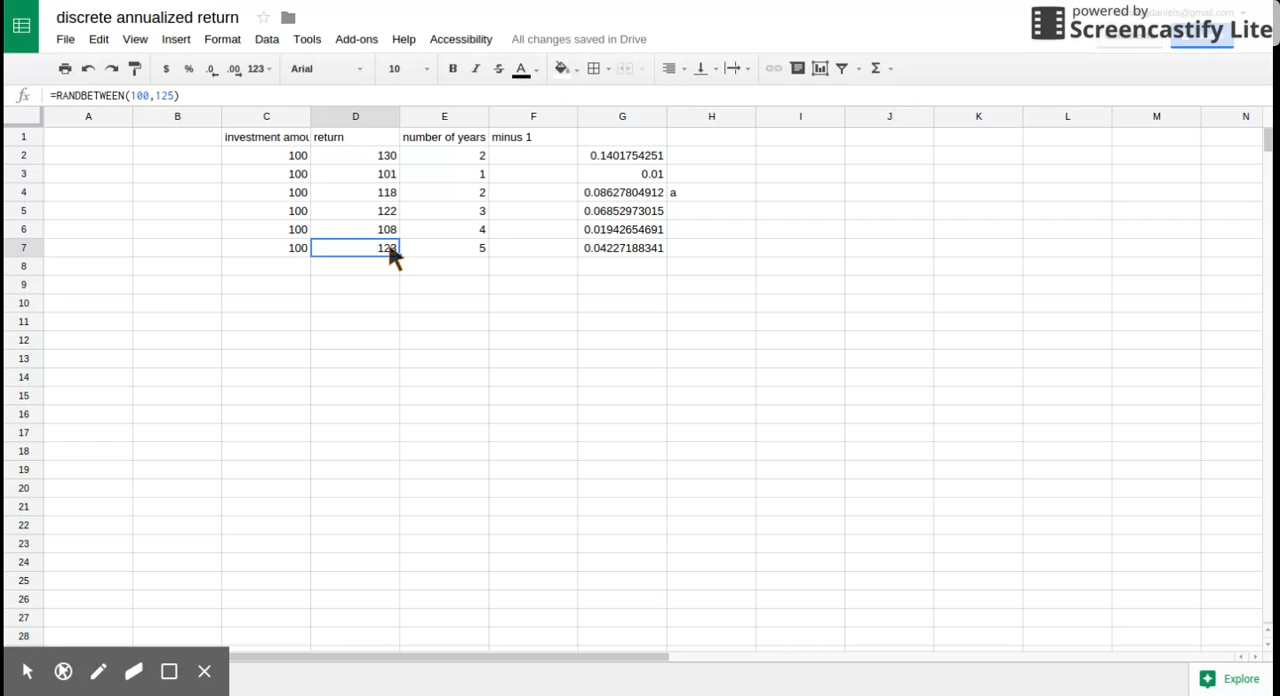 discrete annualized return
powered by
Screencastify Lite
File Edit View Insert Format Data Tools Add-ons Help Accessibility All changes saved in Drive
$ % .0 .00 123 Arial 10 B I S A Σ
fx =RANDBETWEEN(100,125)
A B C D E F G H I J K L M N
1 investment amou return number of years minus 1
2 100 130 2 0.1401754251
3 100 101 1 0.01
4 100 118 2 0.08627804912 a
5 100 122 3 0.06852973015
6 100 108 4 0.01942654691
7 100 123 5 0.04227188341
8
9
10
11
12
13
14
15
16
17
18
19
20
21
22
23
24
25
26
27
28
Explore